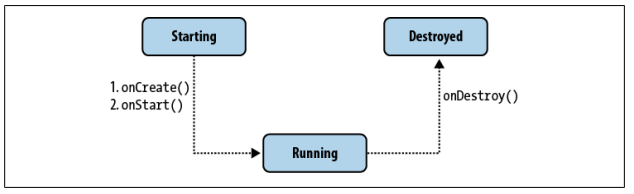 Starting
Destroyed
1. onCreate()
2. onStart()
onDestroy()
Running